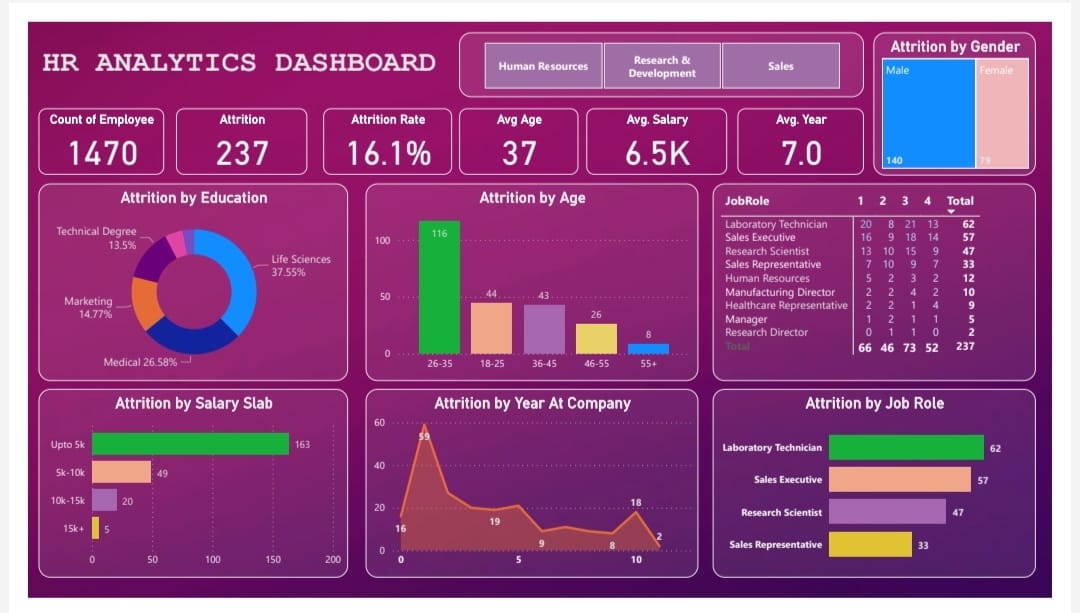 HR ANALYTICS DASHBOARD
Human Resources
Research &
Development
Sales
Attrition by Gender
Male
Female
140
79
Count of Employee
1470
Attrition
237
Attrition Rate
16.1%
Avg Age
37
Avg. Salary
6.5K
Avg. Year
7.0
Attrition by Education
Technical Degree
13.5%
Life Sciences
37.55%
Marketing
14.77%
Medical 26.58%
Attrition by Age
100
50
0
116
44
43
26
8
26-35 18-25 36-45 46-55 55+
JobRole 1 2 3 4 Total
Laboratory Technician 20 8 21 13 62
Sales Executive 16 9 18 14 57
Research Scientist 13 10 15 9 47
Sales Representative 7 10 9 7 33
Human Resources 5 2 3 2 12
Manufacturing Director 2 2 4 2 10
Healthcare Representative 2 2 1 4 9
Manager 1 2 1 1 5
Research Director 0 1 1 0 2
Total 66 46 73 52 237
Attrition by Salary Slab
Upto 5k 163
5k-10k 49
10k-15k 20
15k+ 5
0 50 100 150 200
Attrition by Year At Company
60
40
20
0
59
16
19
9
8
18
2
0 5 10
Attrition by Job Role
Laboratory Technician 62
Sales Executive 57
Research Scientist 47
Sales Representative 33